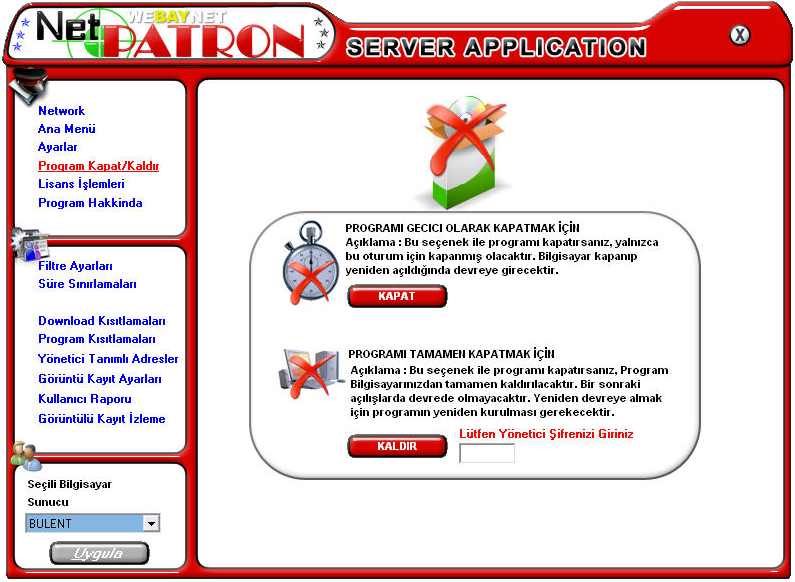 WEBAYNET
Net PATRON
SERVER APPLICATION
X
Network
Ana Menü
Ayarlar
Program Kapat/Kaldır
Lisans İşlemleri
Program Hakkinda
Filtre Ayarları
Süre Sınırlamaları
Download Kısıtlamaları
Program Kısıtlamaları
Yönetici Tanımlı Adresler
Görüntü Kayıt Ayarları
Kullanıcı Raporu
Görüntülü Kayıt İzleme
Seçili Bilgisayar
Sunucu
BULENT
Uygula
PROGRAMI GECICI OLARAK KAPATMAK İÇİN
Açıklama : Bu seçenek ile programı kapatırsanız, yalnızca
bu oturum için kapanmış olacaktır. Bilgisayar kapanıp
yeniden açıldığında devreye girecektir.
KAPAT
PROGRAMI TAMAMEN KAPATMAK İÇİN
Açıklama : Bu seçenek ile programı kapatırsanız, Program
Bilgisayarınızdan tamamen kaldırılacaktır. Bir sonraki
açılışlarda devrede olmayacaktır. Yeniden devreye almak
için programın yeniden kurulması gerekecektir.
Lütfen Yönetici Şifrenizi Giriniz
KALDIR